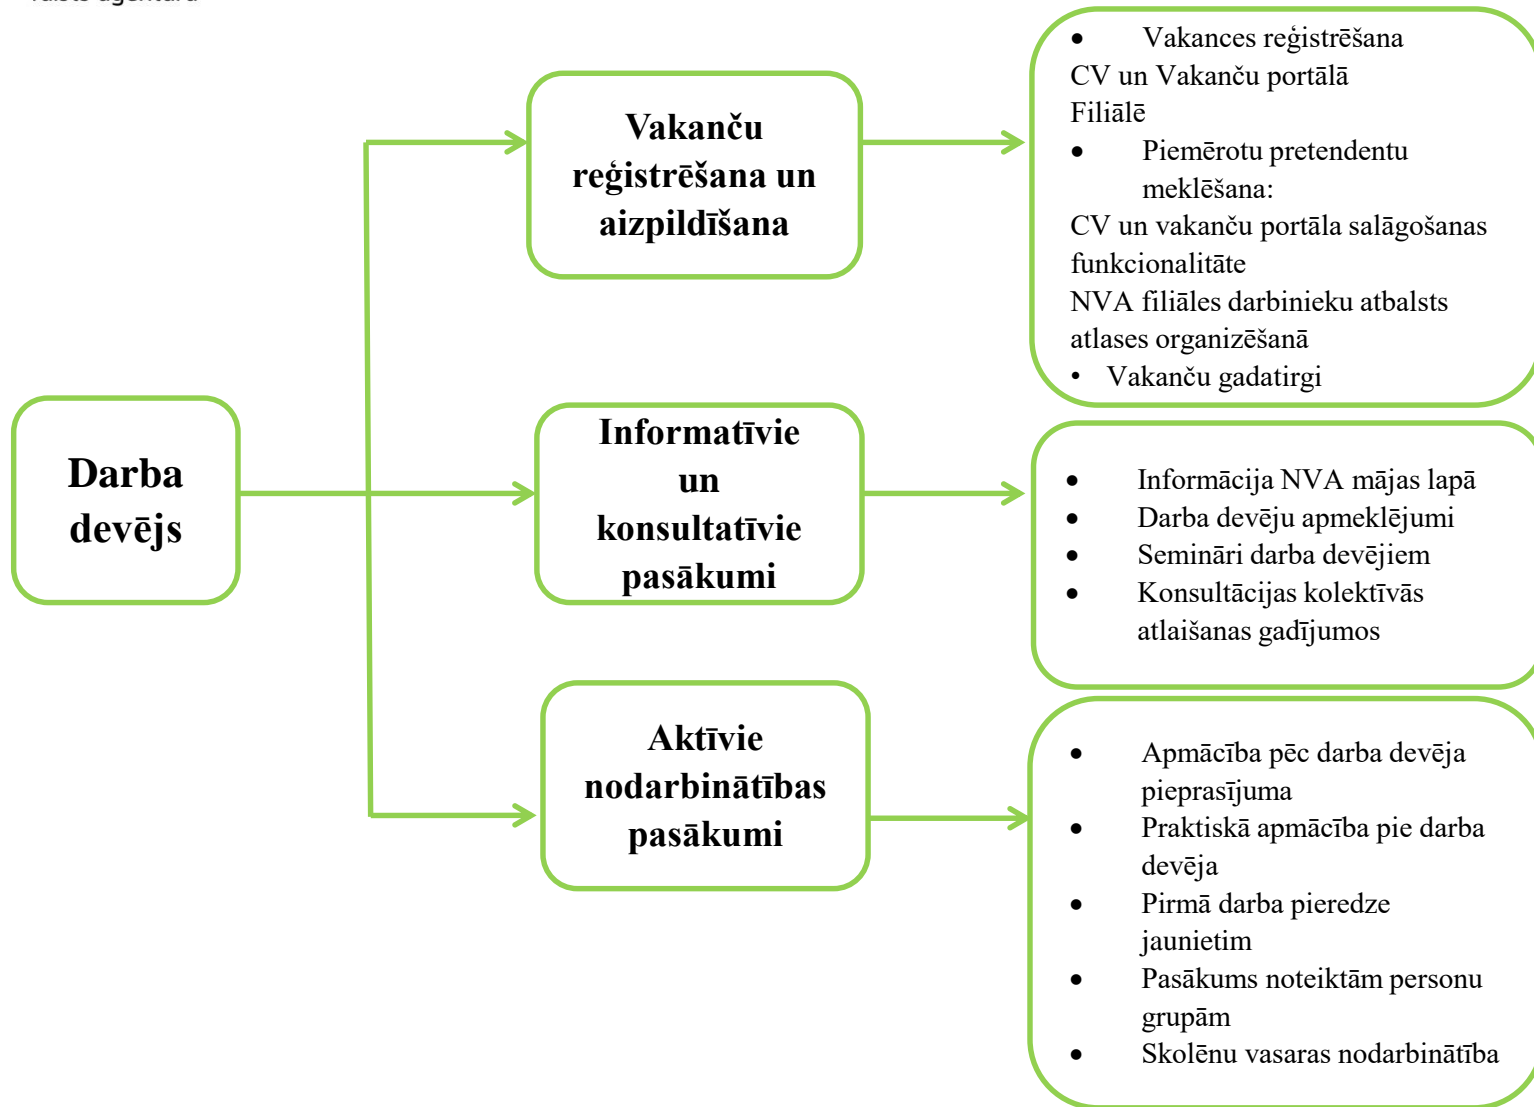 Darba
devējs
Vakanču
reģistrēšana un
aizpildīšana
• Vakances reģistrēšana
CV un Vakanču portālā
Filiālē
• Piemērotu pretendentu
meklēšana:
CV un vakanču portāla salāgošanas
funkcionalitāte
NVA filiāles darbinieku atbalsts
atlases organizēšanā
• Vakanču gadatirgi
Informatīvie
un
konsultatīvie
pasākumi
• Informācija NVA mājas lapā
• Darba devēju apmeklējumi
• Semināri darba devējiem
• Konsultācijas kolektīvās
atlaišanas gadījumos
Aktīvie
nodarbinātības
pasākumi
• Apmācība pēc darba devēja
pieprasījuma
• Praktiskā apmācība pie darba
devēja
• Pirmā darba pieredze
jaunietim
• Pasākums noteiktām personu
grupām
• Skolēnu vasaras nodarbinātība